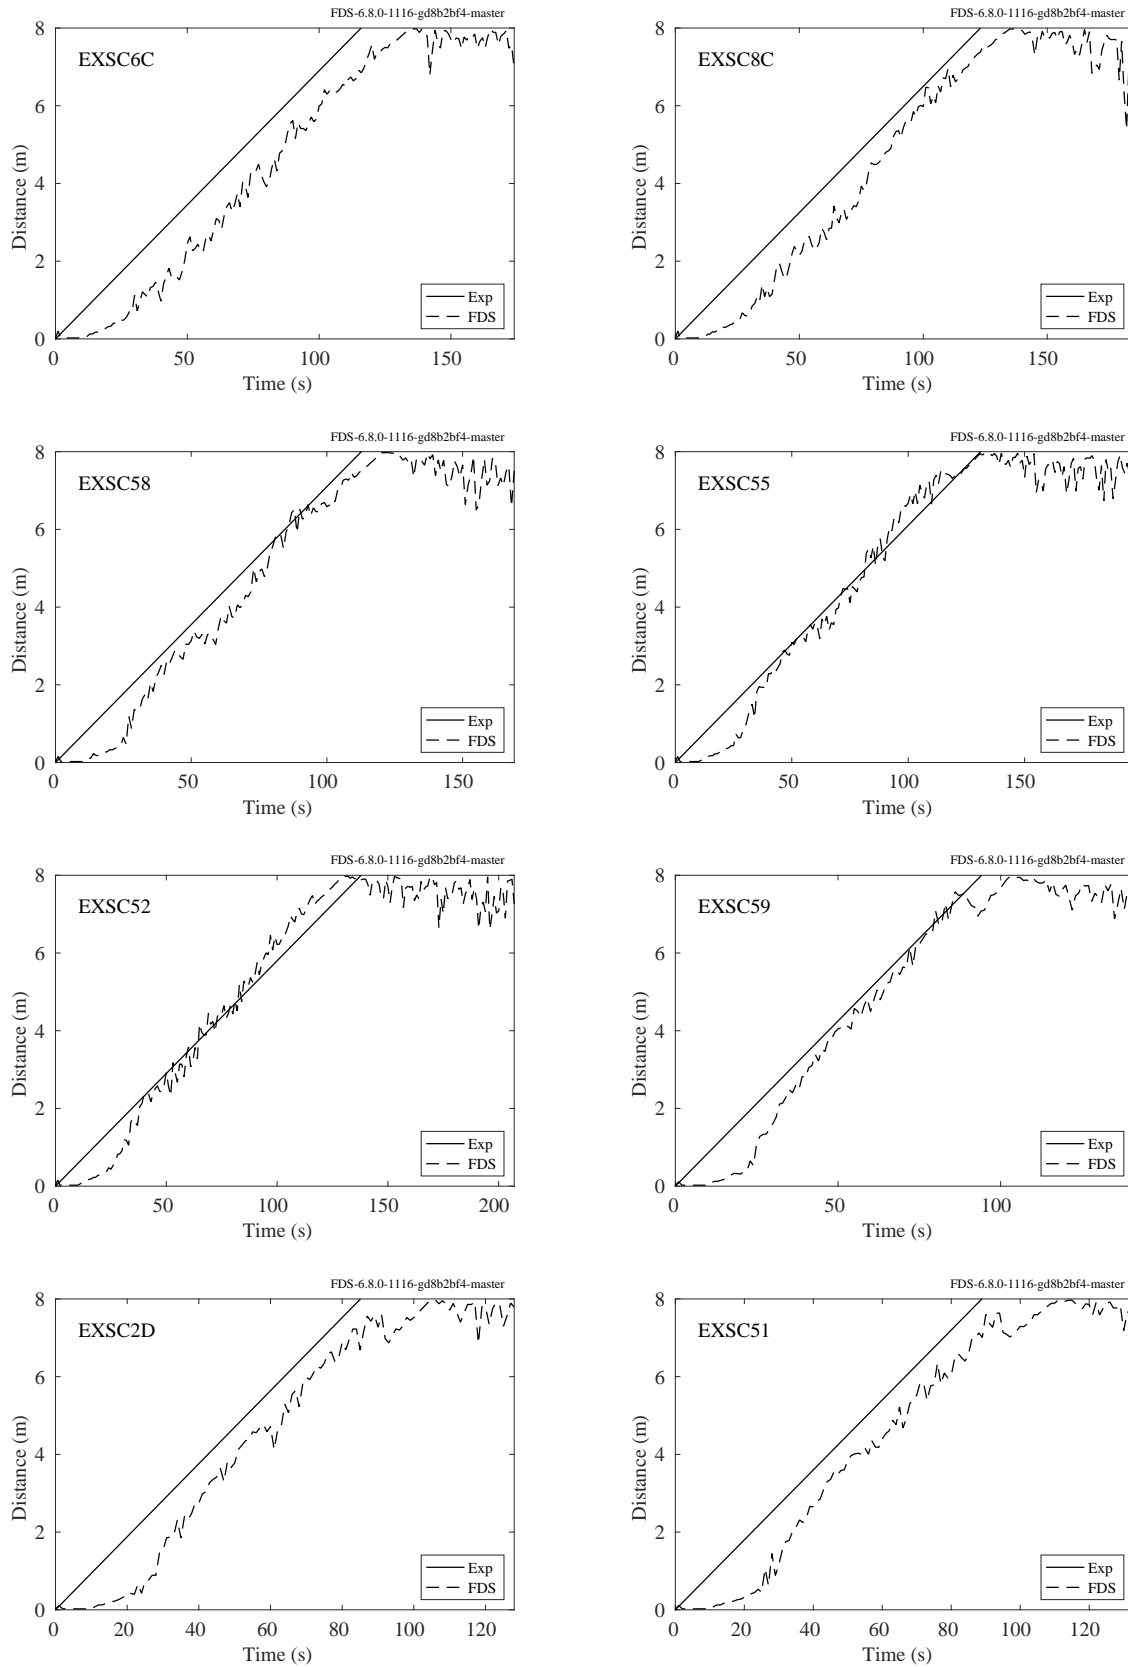 FDS-6.8.0-1116-gd8b2bf4-master
EXSC6C
8
6
4
2
0
Distance (m)
0 50 100 150
Time (s)
Exp
FDS
FDS-6.8.0-1116-gd8b2bf4-master
EXSC8C
8
6
4
2
0
Distance (m)
0 50 100 150
Time (s)
Exp
FDS
FDS-6.8.0-1116-gd8b2bf4-master
EXSC58
8
6
4
2
0
Distance (m)
0 50 100 150
Time (s)
Exp
FDS
FDS-6.8.0-1116-gd8b2bf4-master
EXSC55
8
6
4
2
0
Distance (m)
0 50 100 150
Time (s)
Exp
FDS
FDS-6.8.0-1116-gd8b2bf4-master
EXSC52
8
6
4
2
0
Distance (m)
0 50 100 150 200
Time (s)
Exp
FDS
FDS-6.8.0-1116-gd8b2bf4-master
EXSC59
8
6
4
2
0
Distance (m)
0 50 100
Time (s)
Exp
FDS
FDS-6.8.0-1116-gd8b2bf4-master
EXSC2D
8
6
4
2
0
Distance (m)
0 20 40 60 80 100 120
Time (s)
Exp
FDS
FDS-6.8.0-1116-gd8b2bf4-master
EXSC51
8
6
4
2
0
Distance (m)
0 20 40 60 80 100 120
Time (s)
Exp
FDS